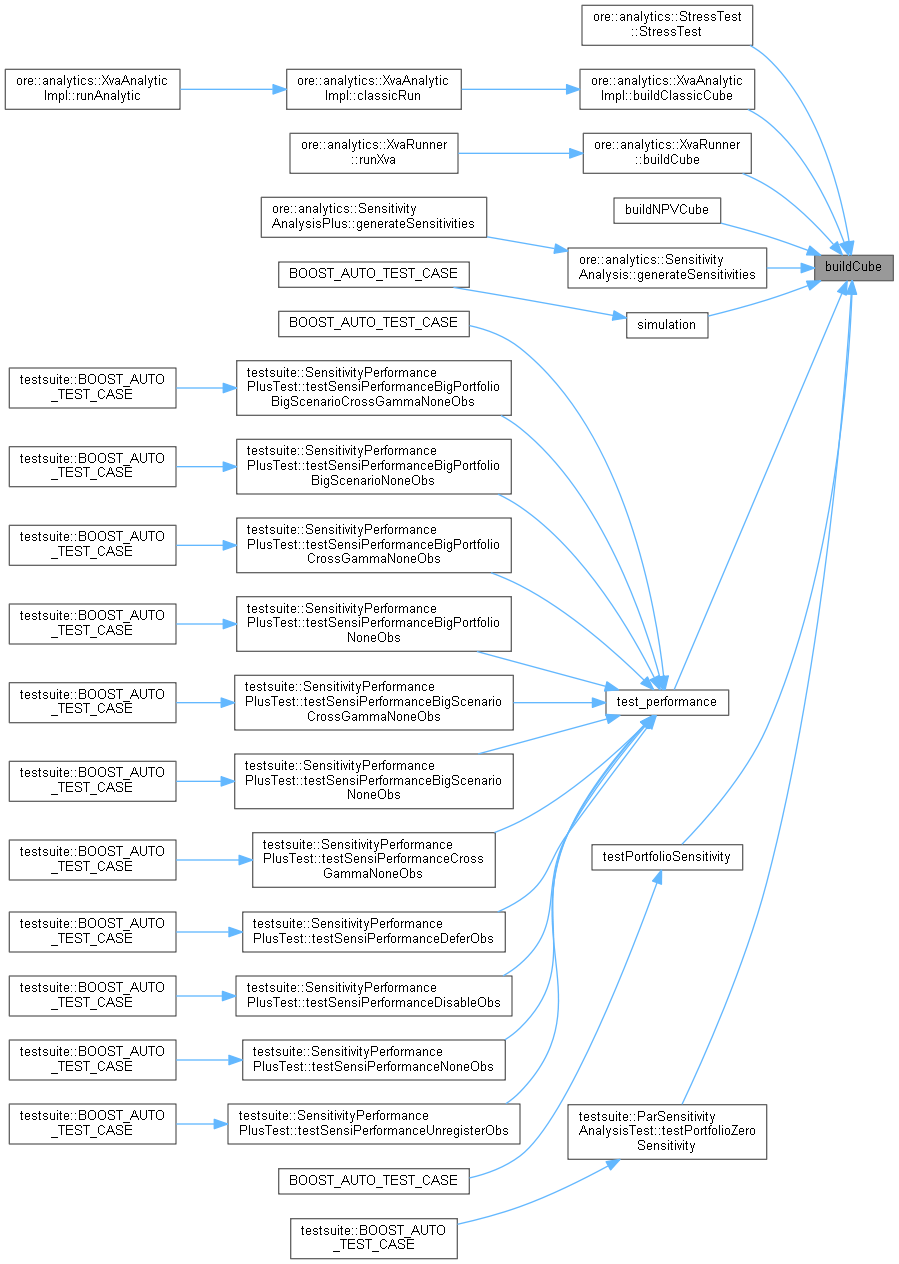 ore::analytics::StressTest
::StressTest
ore::analytics::XvaAnalytic
Impl::runAnalytic
ore::analytics::XvaAnalytic
Impl::classicRun
ore::analytics::XvaAnalytic
Impl::buildClassicCube
ore::analytics::XvaRunner
::runXva
ore::analytics::XvaRunner
::buildCube
buildNPVCube
ore::analytics::Sensitivity
AnalysisPlus::generateSensitivities
ore::analytics::Sensitivity
Analysis::generateSensitivities
buildCube
BOOST_AUTO_TEST_CASE
simulation
BOOST_AUTO_TEST_CASE
testsuite::BOOST_AUTO
_TEST_CASE
testsuite::SensitivityPerformance
PlusTest::testSensiPerformanceBigPortfolio
BigScenarioCrossGammaNoneObs
testsuite::BOOST_AUTO
_TEST_CASE
testsuite::SensitivityPerformance
PlusTest::testSensiPerformanceBigPortfolio
BigScenarioNoneObs
testsuite::BOOST_AUTO
_TEST_CASE
testsuite::SensitivityPerformance
PlusTest::testSensiPerformanceBigPortfolio
CrossGammaNoneObs
testsuite::BOOST_AUTO
_TEST_CASE
testsuite::SensitivityPerformance
PlusTest::testSensiPerformanceBigPortfolio
NoneObs
testsuite::BOOST_AUTO
_TEST_CASE
testsuite::SensitivityPerformance
PlusTest::testSensiPerformanceBigScenario
CrossGammaNoneObs
test_performance
testsuite::BOOST_AUTO
_TEST_CASE
testsuite::SensitivityPerformance
PlusTest::testSensiPerformanceBigScenario
NoneObs
testsuite::BOOST_AUTO
_TEST_CASE
testsuite::SensitivityPerformance
PlusTest::testSensiPerformanceCross
GammaNoneObs
testPortfolioSensitivity
testsuite::BOOST_AUTO
_TEST_CASE
testsuite::SensitivityPerformance
PlusTest::testSensiPerformanceDeferObs
testsuite::BOOST_AUTO
_TEST_CASE
testsuite::SensitivityPerformance
PlusTest::testSensiPerformanceDisableObs
testsuite::BOOST_AUTO
_TEST_CASE
testsuite::SensitivityPerformance
PlusTest::testSensiPerformanceNoneObs
testsuite::BOOST_AUTO
_TEST_CASE
testsuite::SensitivityPerformance
PlusTest::testSensiPerformanceUnregisterObs
testsuite::ParSensitivity
AnalysisTest::testPortfolioZero
Sensitivity
BOOST_AUTO_TEST_CASE
testsuite::BOOST_AUTO
_TEST_CASE